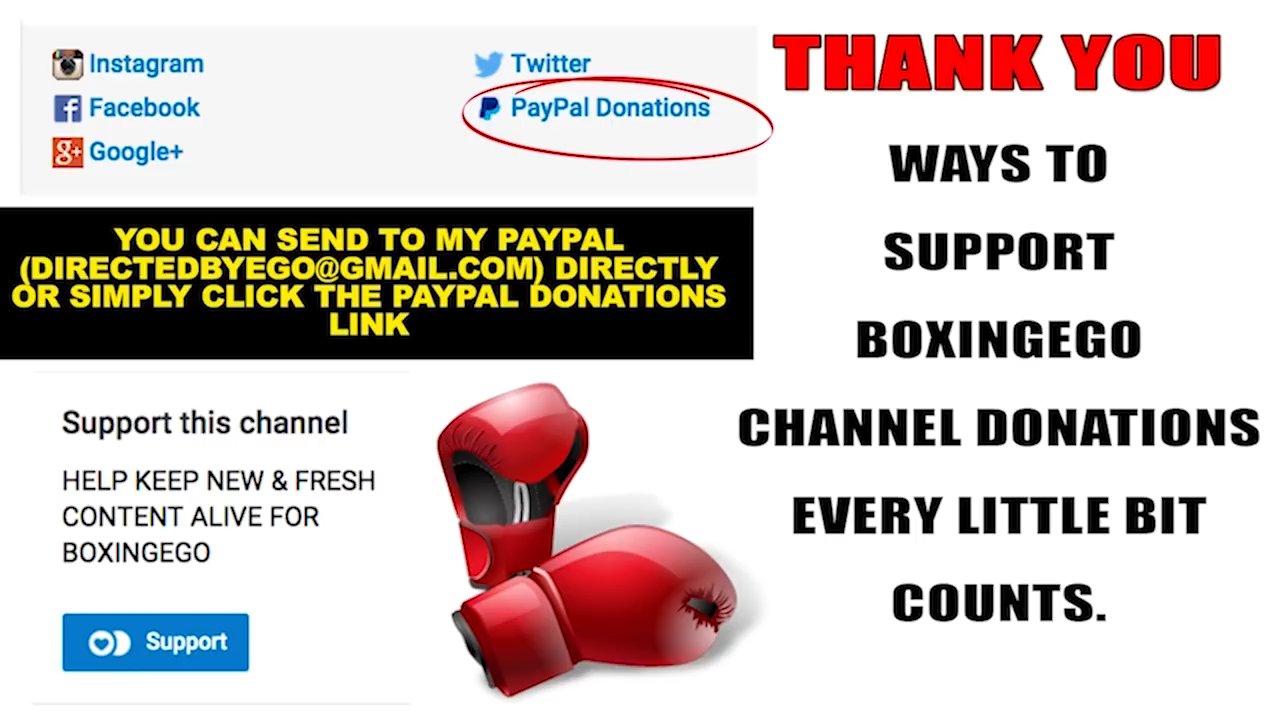 Instagram
Twitter
Facebook
PayPal Donations
g+ Google+
YOU CAN SEND TO MY PAYPAL
(DIRECTEDBYEGO@GMAIL.COM) DIRECTLY
OR SIMPLY CLICK THE PAYPAL DONATIONS
LINK
Support this channel
HELP KEEP NEW & FRESH
CONTENT ALIVE FOR
BOXINGEGO
Support
THANK YOU
WAYS TO
SUPPORT
BOXINGEGO
CHANNEL DONATIONS
EVERY LITTLE BIT
COUNTS.